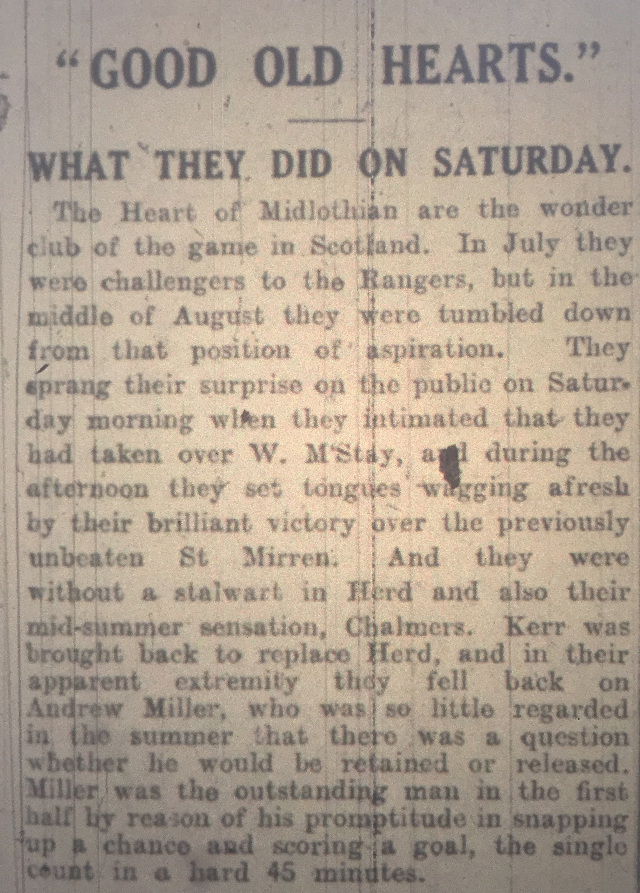 “GOOD OLD HEARTS.”
WHAT THEY DID ON SATURDAY.
The Heart of Midlothian are the wonder
club of the game in Scotland. In July they
were challengers to the Rangers, but in the
middle of August they were tumbled down
from that position of aspiration. They
sprang their surprise on the public on Satur-
day morning when they intimated that they
had taken over W. M'Stay, and during the
afternoon they set tongues wagging afresh
by their brilliant victory over the previously
unbeaten St Mirren. And they were
without a stalwart in Herd and also their
mid-summer sensation, Chalmers. Kerr was
brought back to replace Herd, and in their
apparent extremity they fell back on
Andrew Miller, who was so little regarded
in the summer that there was a question
whether he would be retained or released.
Miller was the outstanding man in the first
half by reason of his promptitude in snapping
up a chance and scoring a goal, the single
count in a hard 45 minutes.